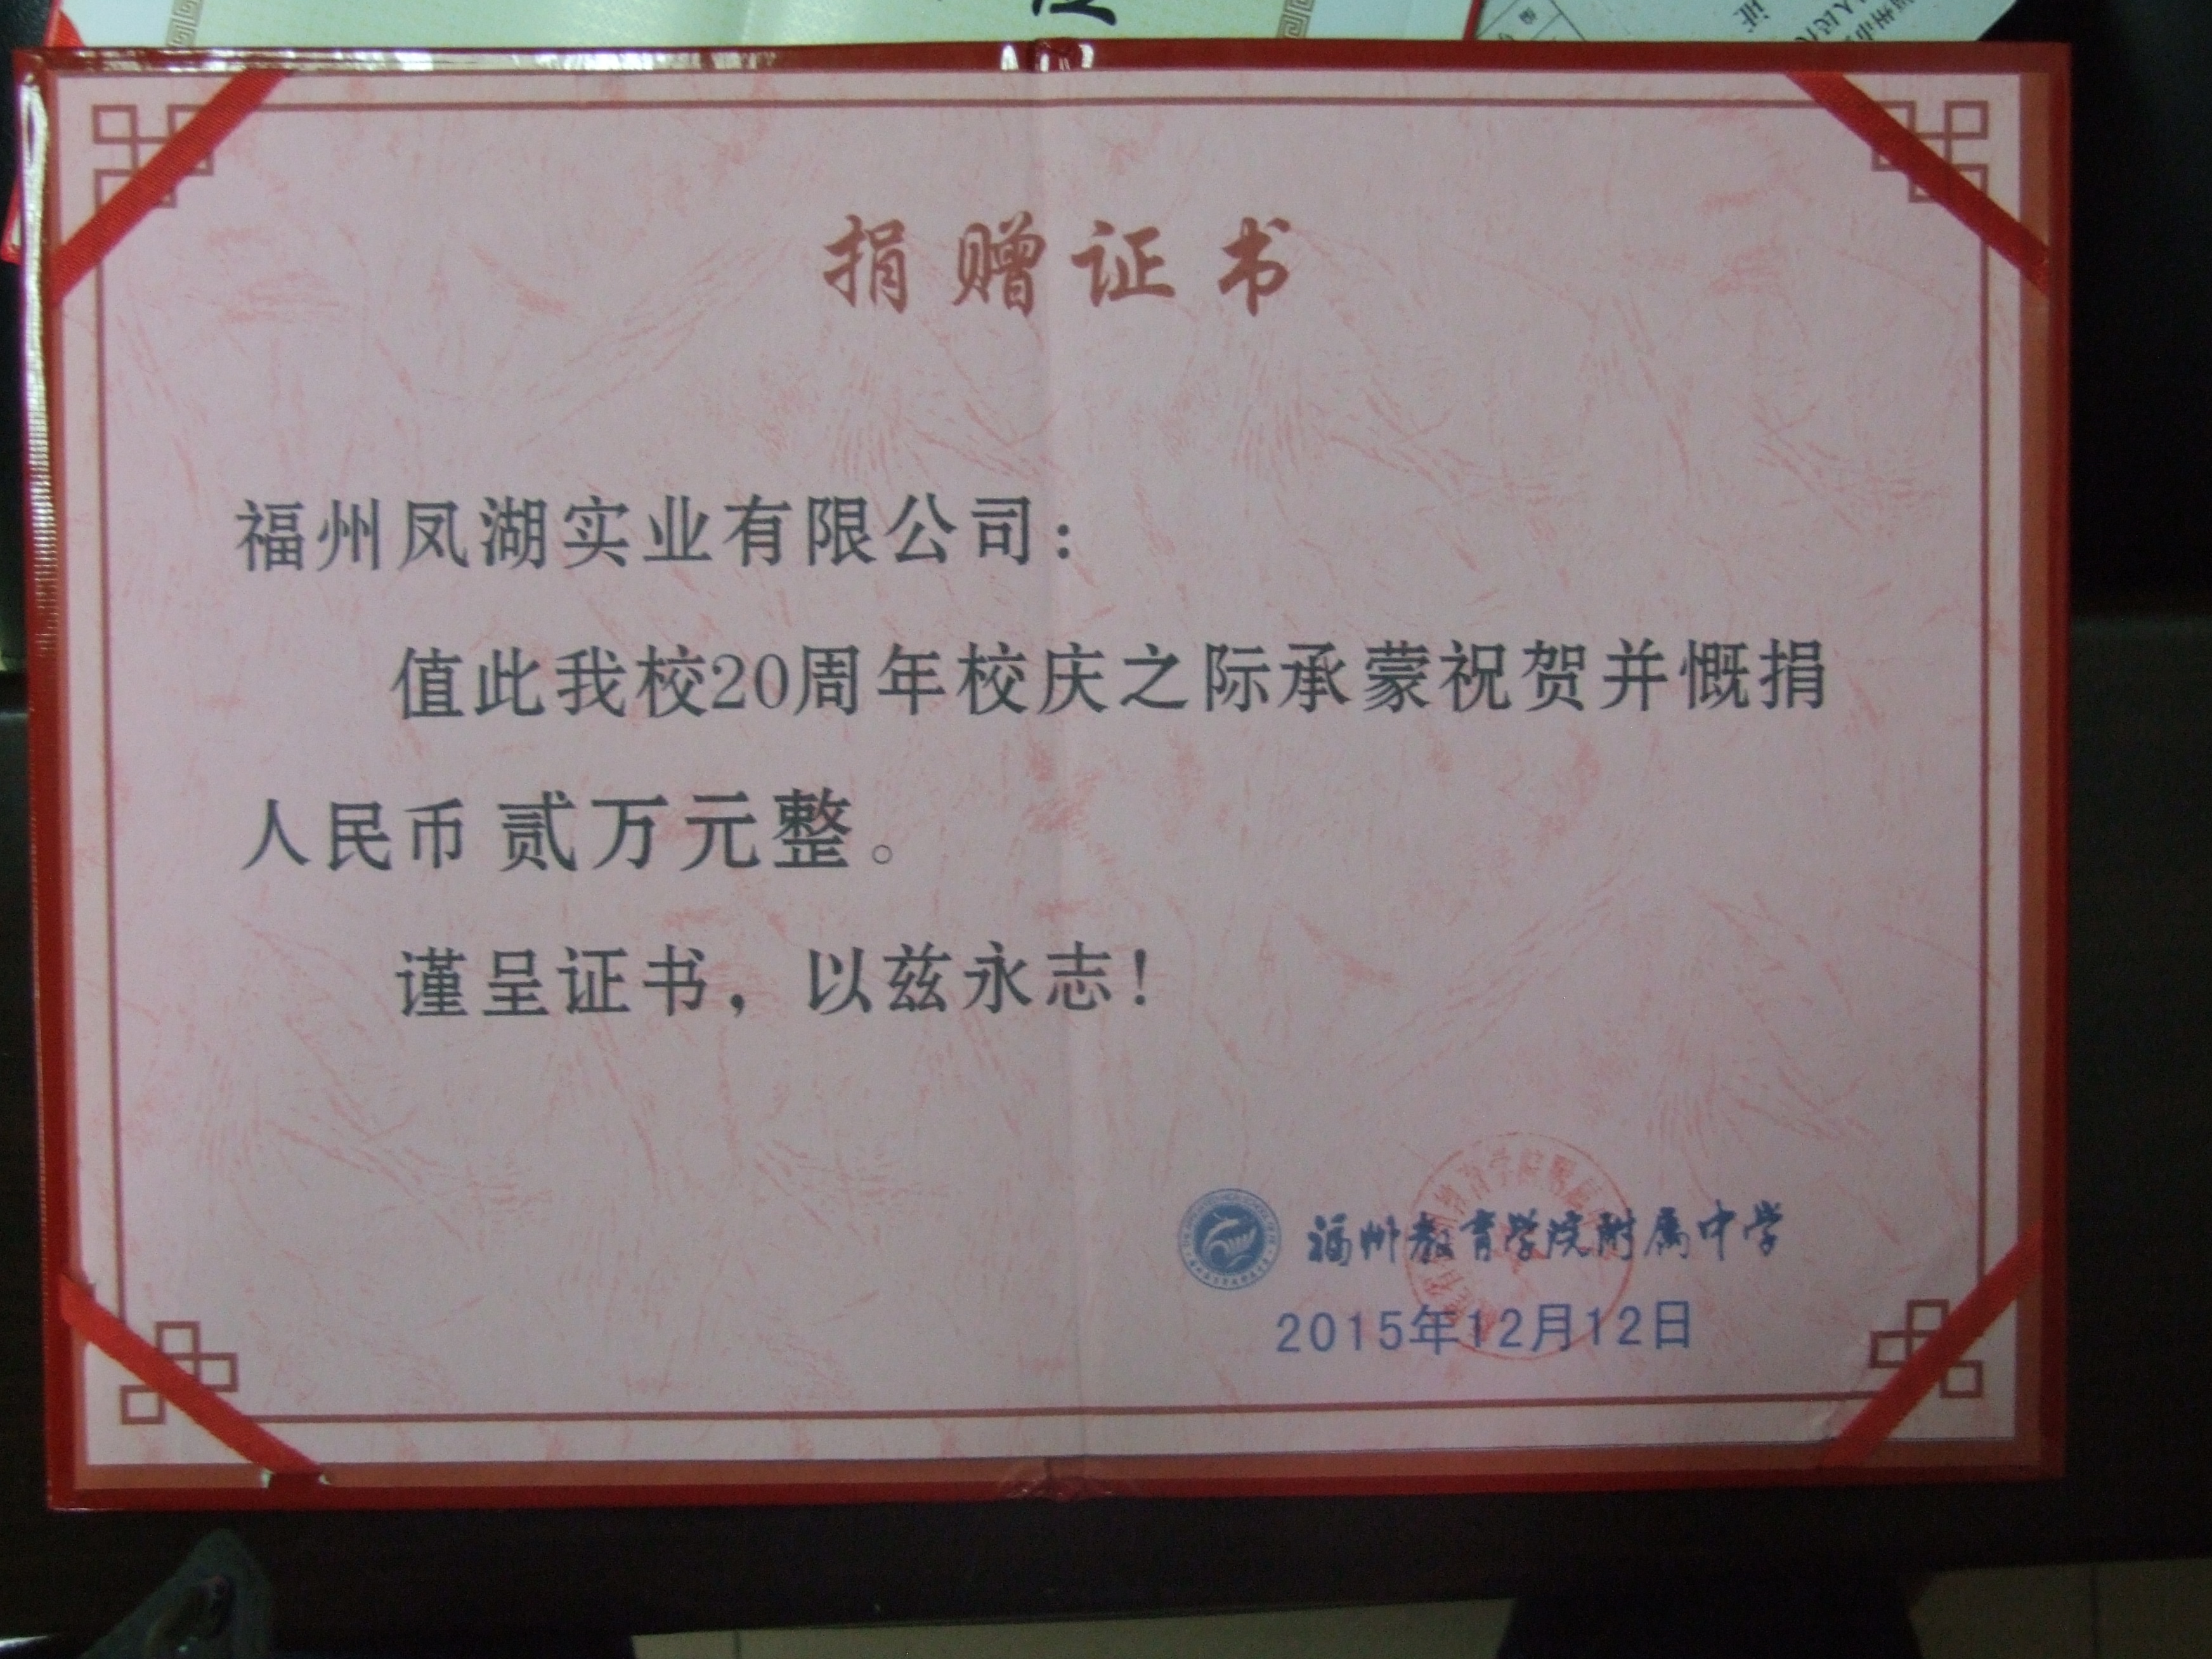 捐赠证书
福州凤湖实业有限公司：
值此我校20周年校庆之际承蒙祝贺并慨捐
人民币 贰万元整。
谨呈证书，以兹永志！
福州教育学院附属中学
2015年12月12日